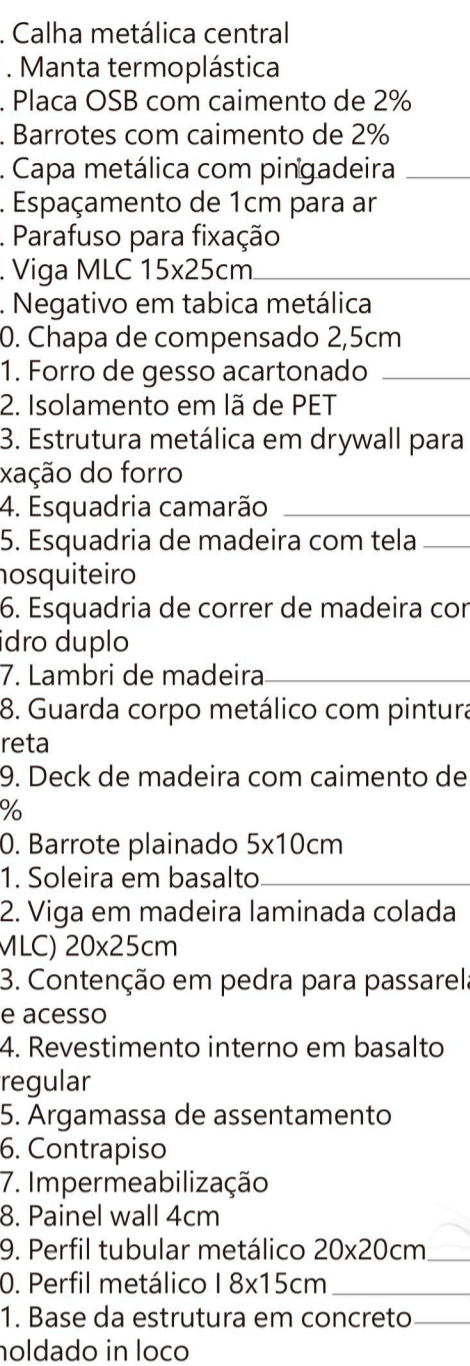 . Calha metálica central
. Manta termoplástica
. Placa OSB com caimento de 2%
. Barrotes com caimento de 2%
. Capa metálica com pingadeira
. Espaçamento de 1cm para ar
. Parafuso para fixação
. Viga MLC 15x25cm
. Negativo em tabica metálica
0. Chapa de compensado 2,5cm
1. Forro de gesso acartonado
2. Isolamento em lã de PET
3. Estrutura metálica em drywall para
xação do forro
4. Esquadria camarão
5. Esquadria de madeira com tela
nosquiteiro
6. Esquadria de correr de madeira cor
idro duplo
7. Lambri de madeira
8. Guarda corpo metálico com pintura
reta
9. Deck de madeira com caimento de
%
0. Barrote plainado 5x10cm
1. Soleira em basalto
2. Viga em madeira laminada colada
MLC) 20x25cm
3. Contenção em pedra para passarela
e acesso
4. Revestimento interno em basalto
regular
5. Argamassa de assentamento
6. Contrapiso
7. Impermeabilização
8. Painel wall 4cm
9. Perfil tubular metálico 20x20cm
0. Perfil metálico I 8x15cm
1. Base da estrutura em concreto
noldado in loco